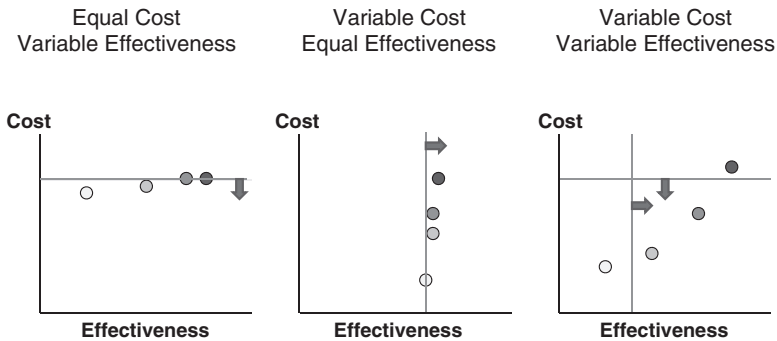 Equal Cost
Variable Effectiveness
Variable Cost
Equal Effectiveness
Variable Cost
Variable Effectiveness
Cost
Cost
Cost
Effectiveness
Effectiveness
Effectiveness